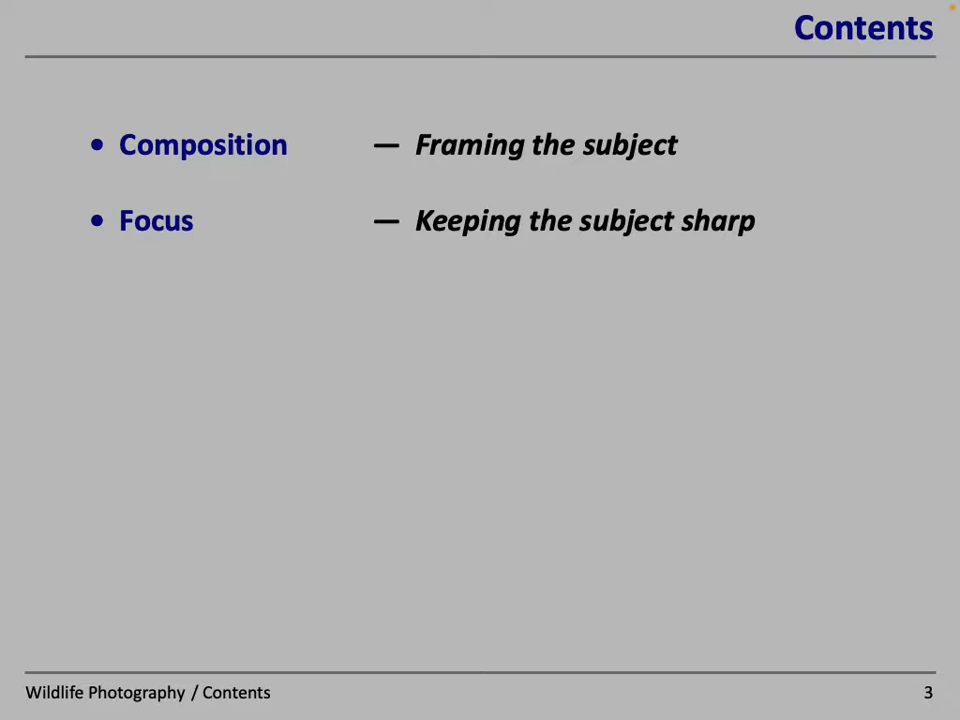 Contents
• Composition — Framing the subject
• Focus — Keeping the subject sharp
Wildlife Photography / Contents 3